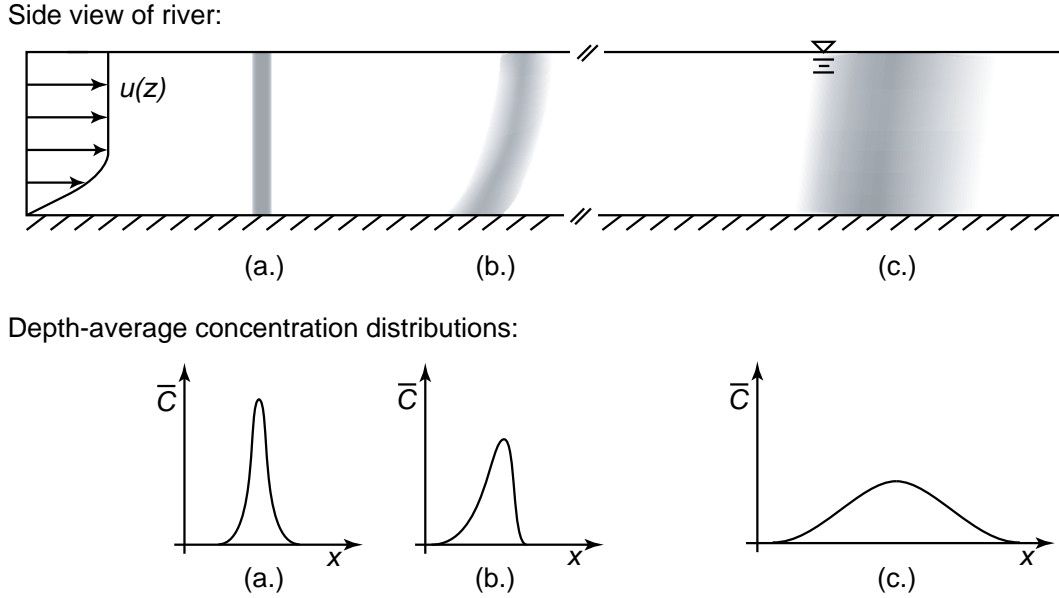 Side view of river:
u(z)
(a.) (b.) (c.)
Depth-average concentration distributions:
C̅ C̅ C̅
x x x
(a.) (b.) (c.)